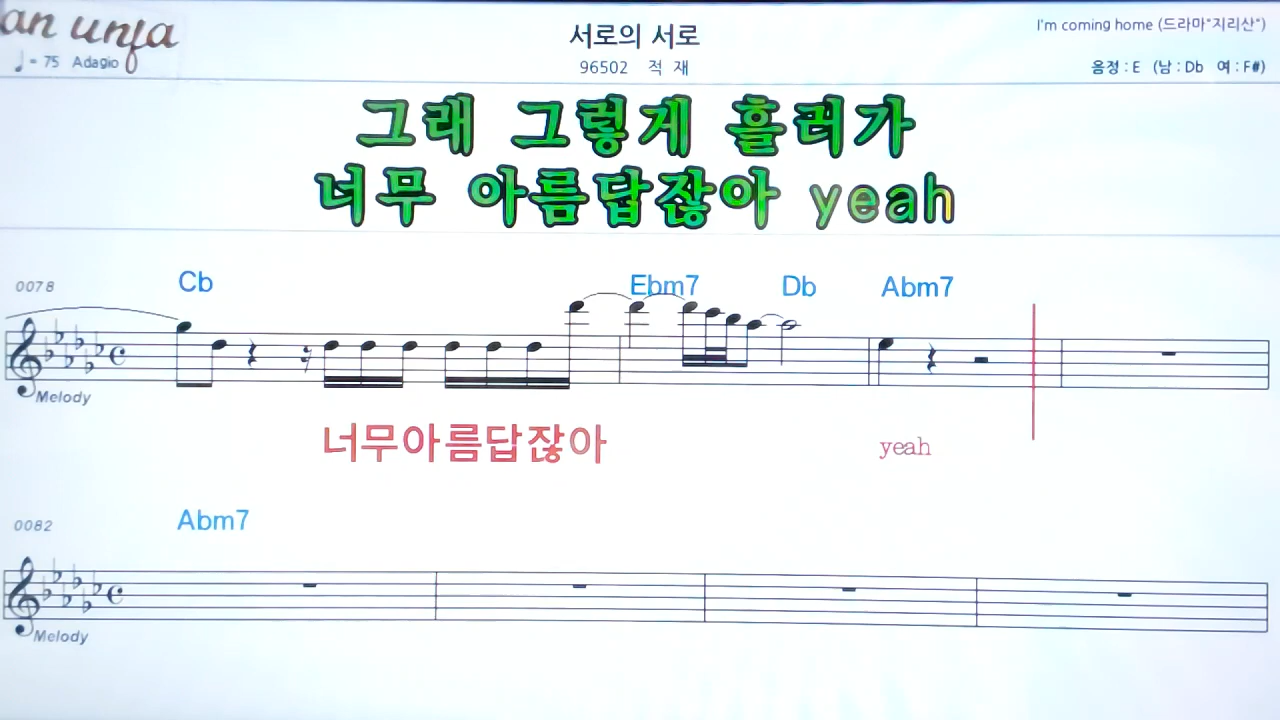 서로의 서로
I'm coming home (드라마"지리산")
♩= 75 Adagio
96502 적 재
음정 : E (남 : Db 여 : F#)
그래 그렇게 흘러가
너무 아름답잖아 yeah
0078 Cb Ebm7 Db Abm7
Melody
너무아름답잖아 yeah
0082 Abm7
Melody